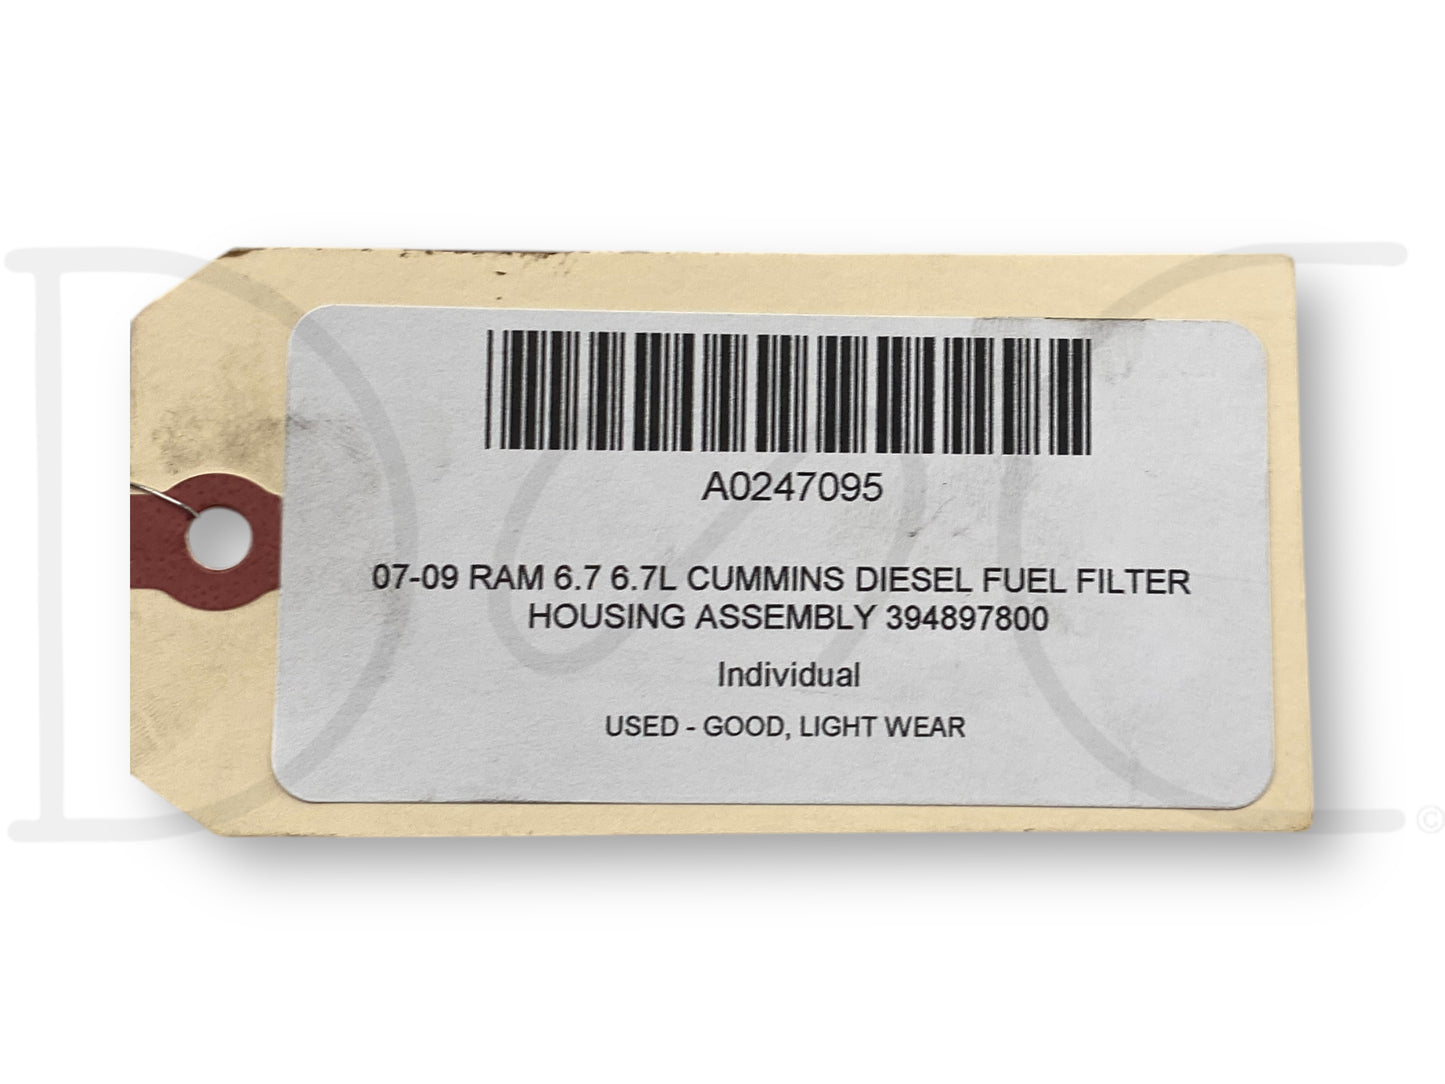 A0247095
07-09 RAM 6.7 6.7L CUMMINS DIESEL FUEL FILTER
HOUSING ASSEMBLY 394897800
Individual
USED - GOOD, LIGHT WEAR
©